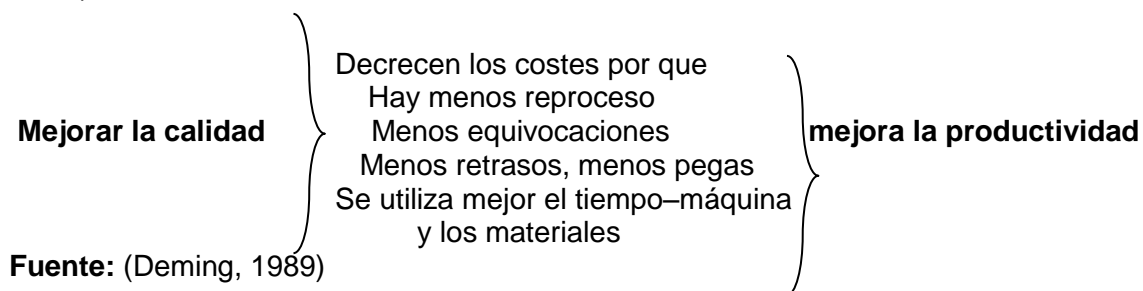 Decrecen los costes por que
Hay menos reproceso
Mejorar la calidad
Menos equivocaciones
mejora la productividad
Menos retrasos, menos pegas
Se utiliza mejor el tiempo–máquina
y los materiales
Fuente: (Deming, 1989)